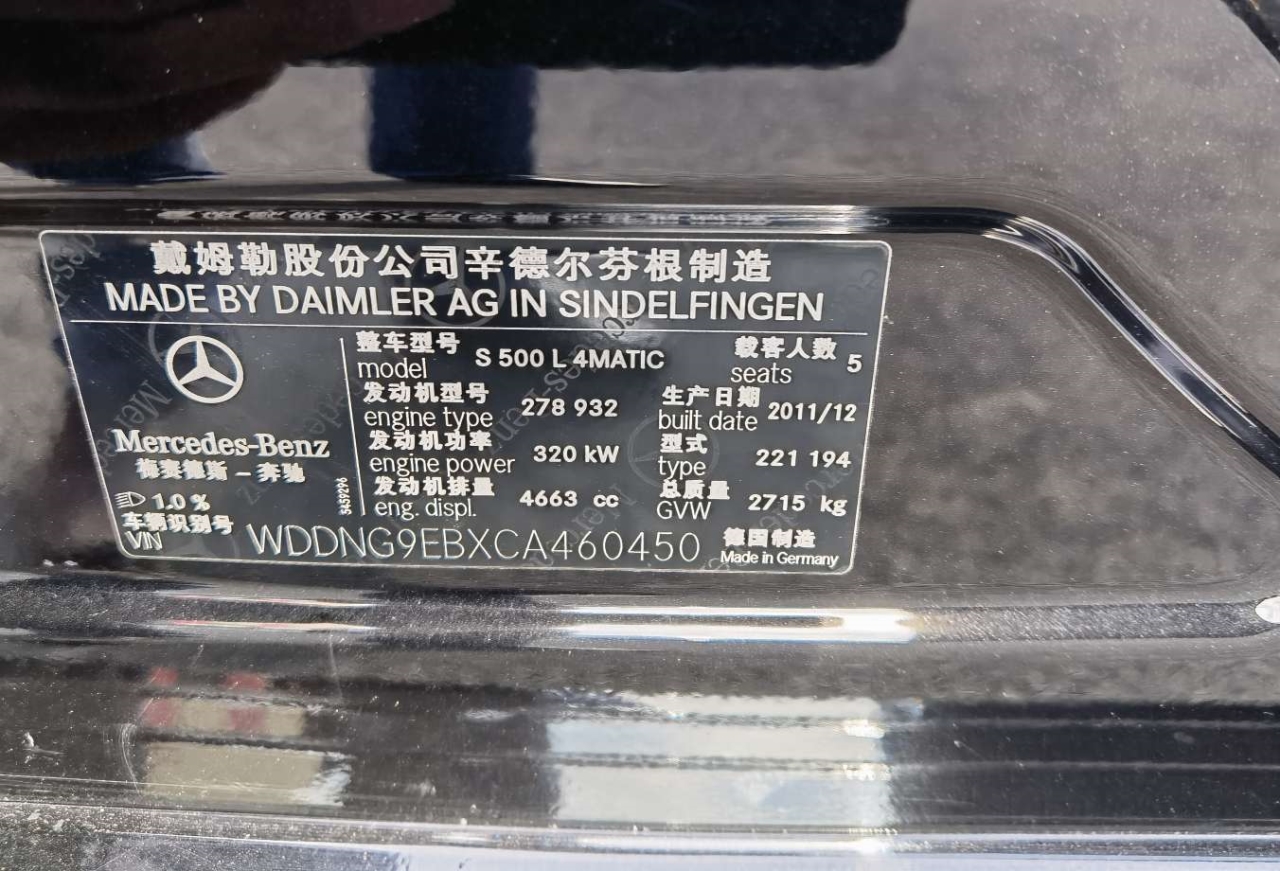 戴姆勒股份公司辛德尔芬根制造
MADE BY DAIMLER AG IN SINDELFINGEN
整车型号 S 500 L 4MATIC 载客人数 5
model seats
发动机型号 278 932 生产日期 2011/12
engine type built date
发动机功率 320 kW 型式 221 194
engine power type
发动机排量 4663 cc 总质量 2715 kg
eng. displ. GVW
Mercedes-Benz
梅赛德斯－奔驰
1.0 %
车辆识别号
VIN WDDNG9EBXCA460450 德国制造
Made in Germany